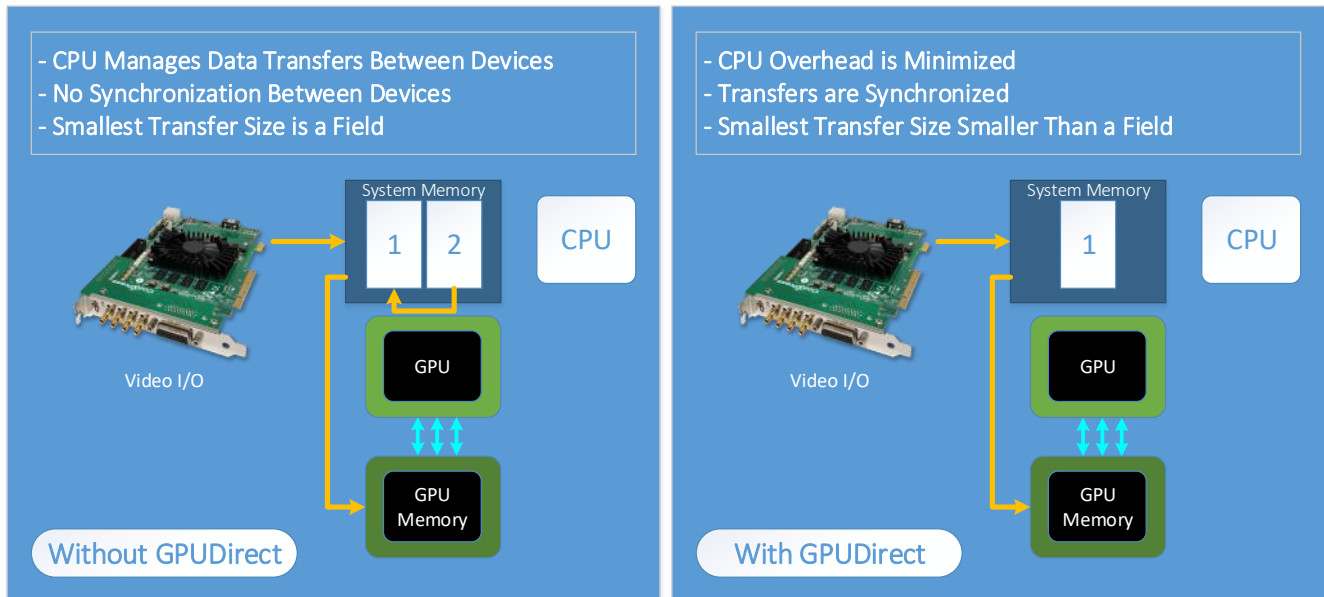 - CPU Manages Data Transfers Between Devices
- No Synchronization Between Devices
- Smallest Transfer Size is a Field
System Memory
1
2
CPU
GPU
Video I/O
GPU
Memory
Without GPUDirect
- CPU Overhead is Minimized
- Transfers are Synchronized
- Smallest Transfer Size Smaller Than a Field
System Memory
1
CPU
GPU
Video I/O
GPU
Memory
With GPUDirect